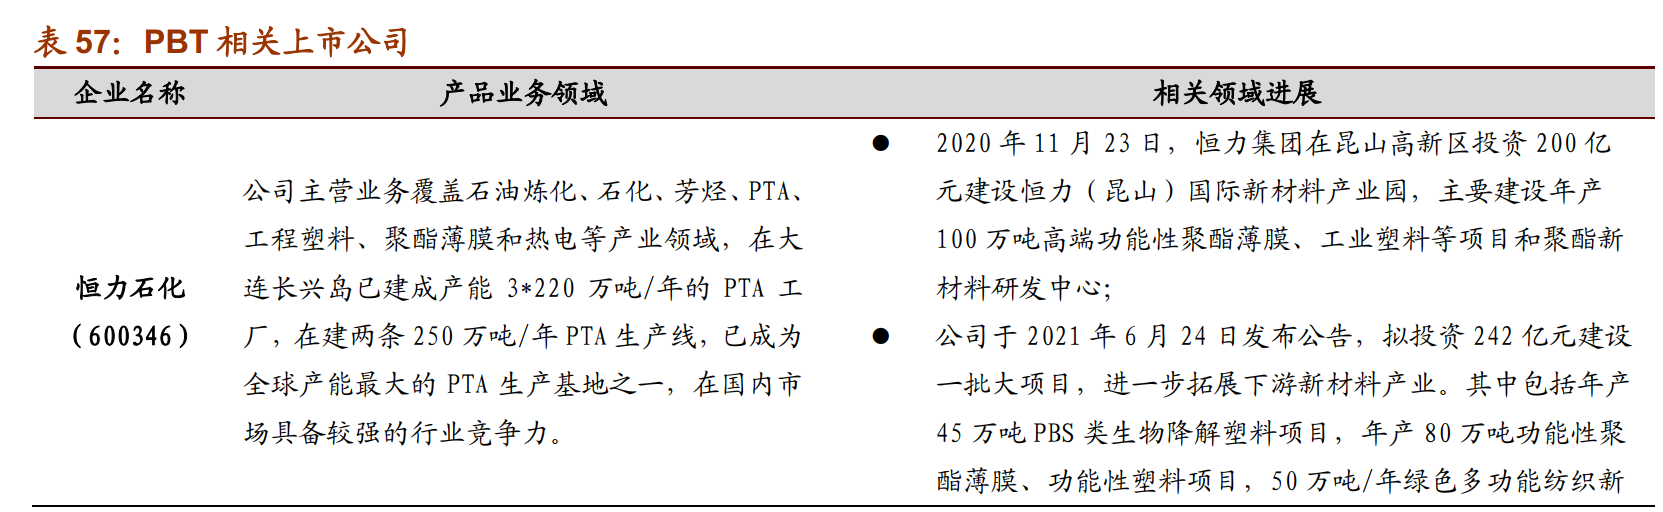 表 57：PBT 相关上市公司
企业名称 产品业务领域 相关领域进展
恒力石化
（600346）
公司主营业务覆盖石油炼化、石化、芳烃、PTA、
工程塑料、聚酯薄膜和热电等产业领域，在大
连长兴岛已建成产能 3*220 万吨/年的 PTA 工
厂，在建两条 250 万吨/年 PTA 生产线，已成为
全球产能最大的 PTA 生产基地之一，在国内市
场具备较强的行业竞争力。
● 2020 年 11 月 23 日，恒力集团在昆山高新区投资 200 亿
元建设恒力（昆山）国际新材料产业园，主要建设年产
100 万吨高端功能性聚酯薄膜、工业塑料等项目和聚酯新
材料研发中心；
● 公司于 2021 年 6 月 24 日发布公告，拟投资 242 亿元建设
一批大项目，进一步拓展下游新材料产业。其中包括年产
45 万吨 PBS 类生物降解塑料项目，年产 80 万吨功能性聚
酯薄膜、功能性塑料项目，50 万吨/年绿色多功能纺织新